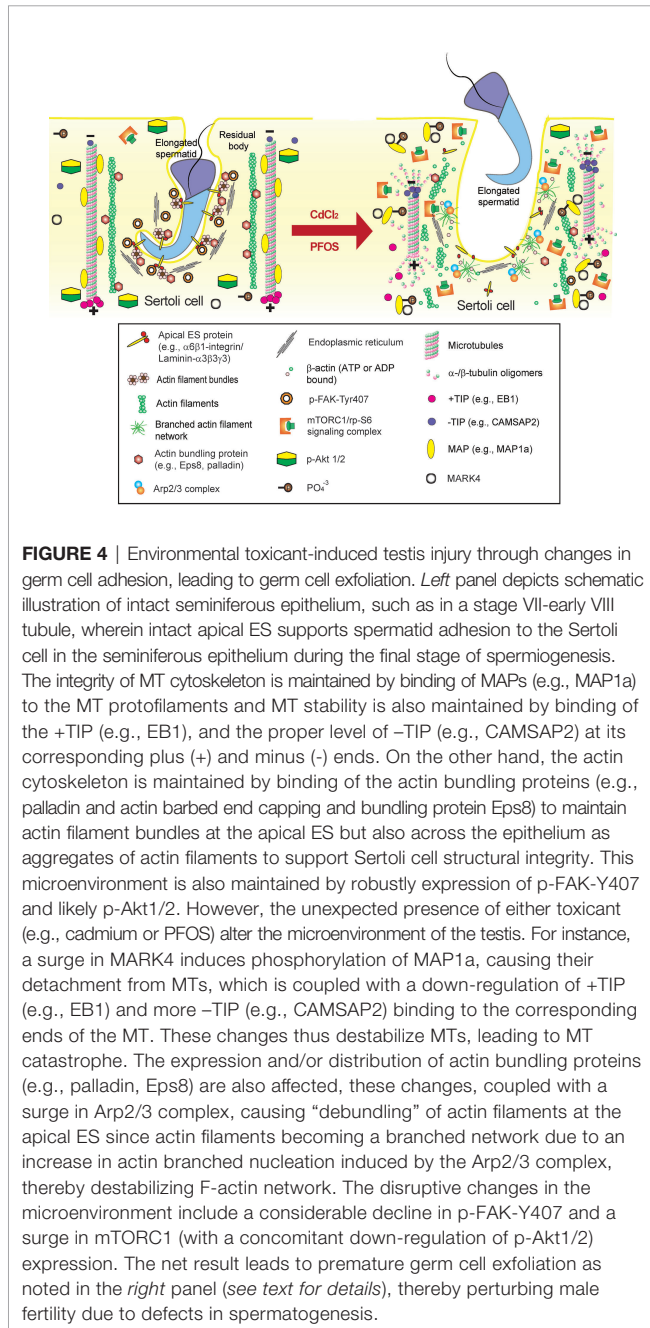 Elongated
spermatid
Residual
body
Sertoli cell
CdCl₂
PFOS
Elongated
spermatid
Sertoli cell
− −
+ +
− −
+ +
Apical ES protein
(e.g., α6β1-integrin/
Laminin-α3β3γ3)
Actin filament bundles
Actin filaments
Branched actin filament
network
Actin bundling protein
(e.g., Eps8, palladin)
Arp2/3 complex
Endoplasmic reticulum
β-actin (ATP or ADP
bound)
p-FAK-Tyr407
mTORC1/rp-S6
signaling complex
p-Akt 1/2
PO₄⁻³
Microtubules
α-/β-tubulin oligomers
+TIP (e.g., EB1)
-TIP (e.g., CAMSAP2)
MAP (e.g., MAP1a)
MARK4
FIGURE 4 | Environmental toxicant-induced testis injury through changes in
germ cell adhesion, leading to germ cell exfoliation. Left panel depicts schematic
illustration of intact seminiferous epithelium, such as in a stage VII-early VIII
tubule, wherein intact apical ES supports spermatid adhesion to the Sertoli
cell in the seminiferous epithelium during the final stage of spermiogenesis.
The integrity of MT cytoskeleton is maintained by binding of MAPs (e.g., MAP1a)
to the MT protofilaments and MT stability is also maintained by binding of
the +TIP (e.g., EB1), and the proper level of –TIP (e.g., CAMSAP2) at its
corresponding plus (+) and minus (-) ends. On the other hand, the actin
cytoskeleton is maintained by binding of the actin bundling proteins (e.g.,
palladin and actin barbed end capping and bundling protein Eps8) to maintain
actin filament bundles at the apical ES but also across the epithelium as
aggregates of actin filaments to support Sertoli cell structural integrity. This
microenvironment is also maintained by robustly expression of p-FAK-Y407
and likely p-Akt1/2. However, the unexpected presence of either toxicant
(e.g., cadmium or PFOS) alter the microenvironment of the testis. For instance,
a surge in MARK4 induces phosphorylation of MAP1a, causing their
detachment from MTs, which is coupled with a down-regulation of +TIP
(e.g., EB1) and more –TIP (e.g., CAMSAP2) binding to the corresponding
ends of the MT. These changes thus destabilize MTs, leading to MT
catastrophe. The expression and/or distribution of actin bundling proteins
(e.g., palladin, Eps8) are also affected, these changes, coupled with a
surge in Arp2/3 complex, causing “debundling” of actin filaments at the
apical ES since actin filaments becoming a branched network due to an
increase in actin branched nucleation induced by the Arp2/3 complex,
thereby destabilizing F-actin network. The disruptive changes in the
microenvironment include a considerable decline in p-FAK-Y407 and a
surge in mTORC1 (with a concomitant down-regulation of p-Akt1/2)
expression. The net result leads to premature germ cell exfoliation as
noted in the right panel (see text for details), thereby perturbing male
fertility due to defects in spermatogenesis.